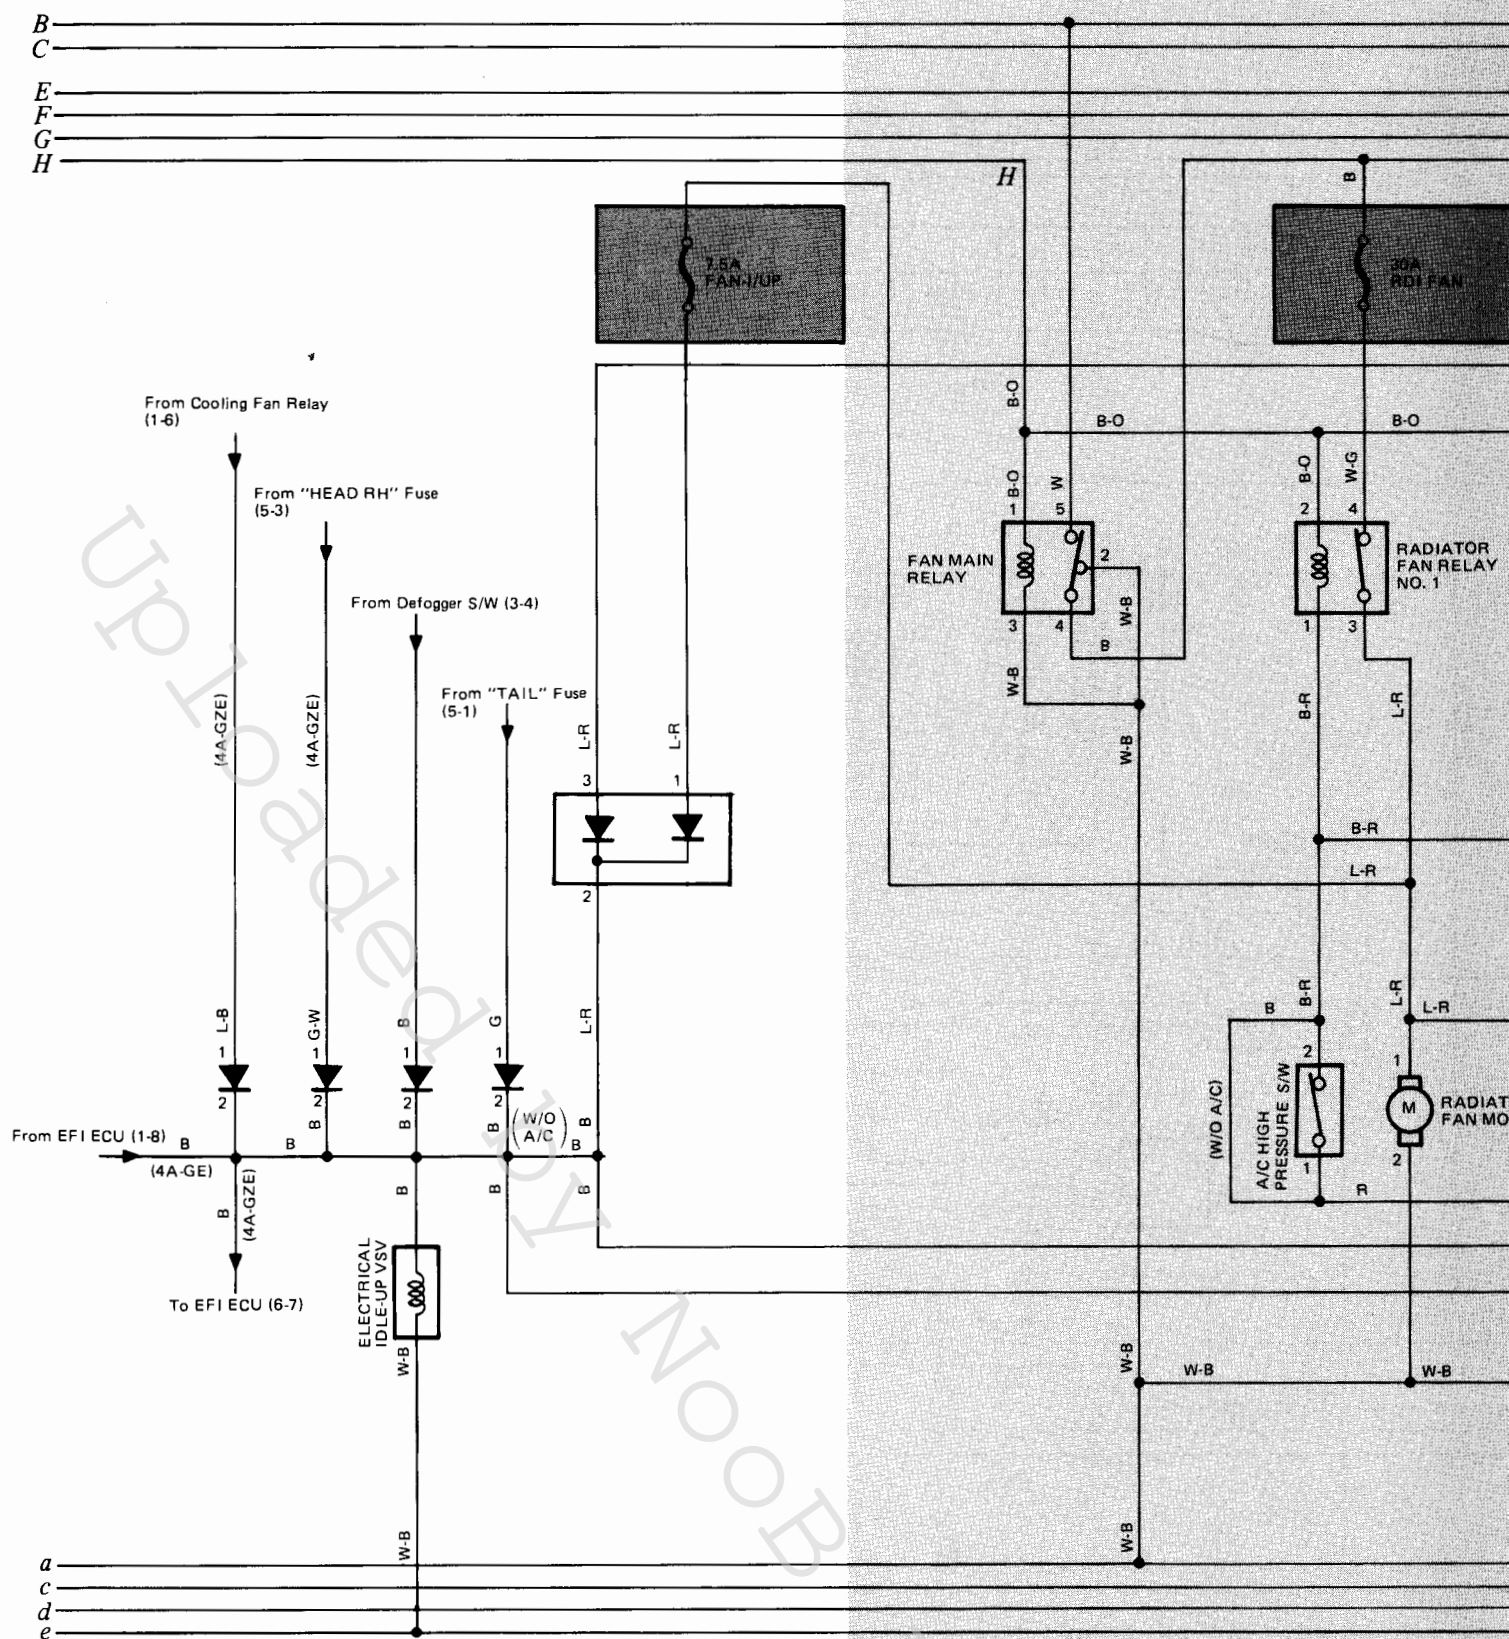 B
C
E
F
G
H
H
B
7.5A
FAN-I/UP
30A
RDI FAN
From Cooling Fan Relay
(1-6)
B-O
B-O
B-O
From "HEAD RH" Fuse
(5-3)
B-O
W
B-O
W-G
1
5
2
4
FAN MAIN
RELAY
2
RADIATOR
FAN RELAY
NO. 1
From Defogger S/W (3-4)
W-B
3
4
1
3
B
From "TAIL" Fuse
(5-1)
W-B
B-R
L-R
(4A-GZE)
(4A-GZE)
L-R
L-R
W-B
3
1
B-R
L-R
2
L-B
G-W
B
G
L-R
B-R
L-R
B
L-R
1
1
1
1
2
1
2
2
2
2
(W/O A/C)
A/C HIGH
PRESSURE S/W
M
RADIAT
FAN MO
B
B
B
(W/O
A/C)
B
B
From EFI ECU (1-8)
B
B
(4A-GE)
1
2
R
B
(4A-GZE)
B
B
B
To EFI ECU (6-7)
ELECTRICAL
IDLE-UP VSV
W-B
W-B
W-B
W-B
W-B
W-B
a
c
d
e
Uploaded by NooB